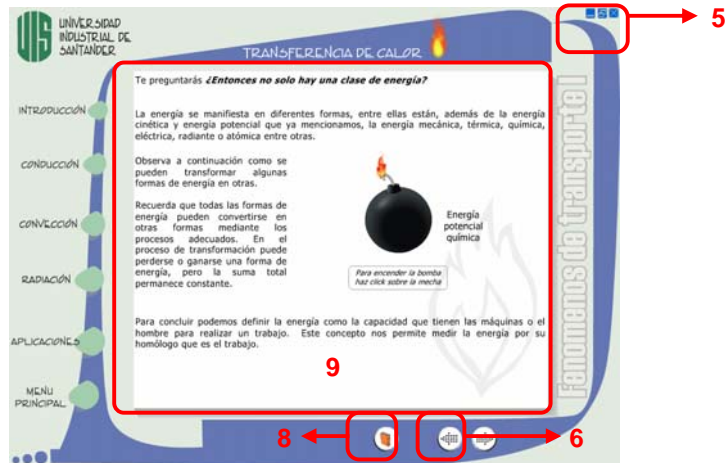 UNIVERSIDAD
INDUSTRIAL DE
SANTANDER
TRANSFERENCIA DE CALOR
5
Te preguntarás ¿Entonces no solo hay una clase de energía?
La energía se manifiesta en diferentes formas, entre ellas están, además de la energía
cinética y energía potencial que ya mencionamos, la energía mecánica, térmica, química,
eléctrica, radiante o atómica entre otras.
Observa a continuación como se
pueden transformar algunas
formas de energía en otras.
Recuerda que todas las formas de
energía pueden convertirse en
otras formas mediante los
procesos adecuados. En el
proceso de transformación puede
perderse o ganarse una forma de
energía, pero la suma total
permanece constante.
Energía
potencial
química
Para encender la bomba
haz click sobre la mecha
Para concluir podemos definir la energía como la capacidad que tienen las máquinas o el
hombre para realizar un trabajo. Este concepto nos permite medir la energía por su
homólogo que es el trabajo.
9
INTRODUCCIÓN
CONDUCCIÓN
CONVECCIÓN
RADIACIÓN
APLICACIONES
MENU
PRINCIPAL
Fenomenos de transporte I
8
6